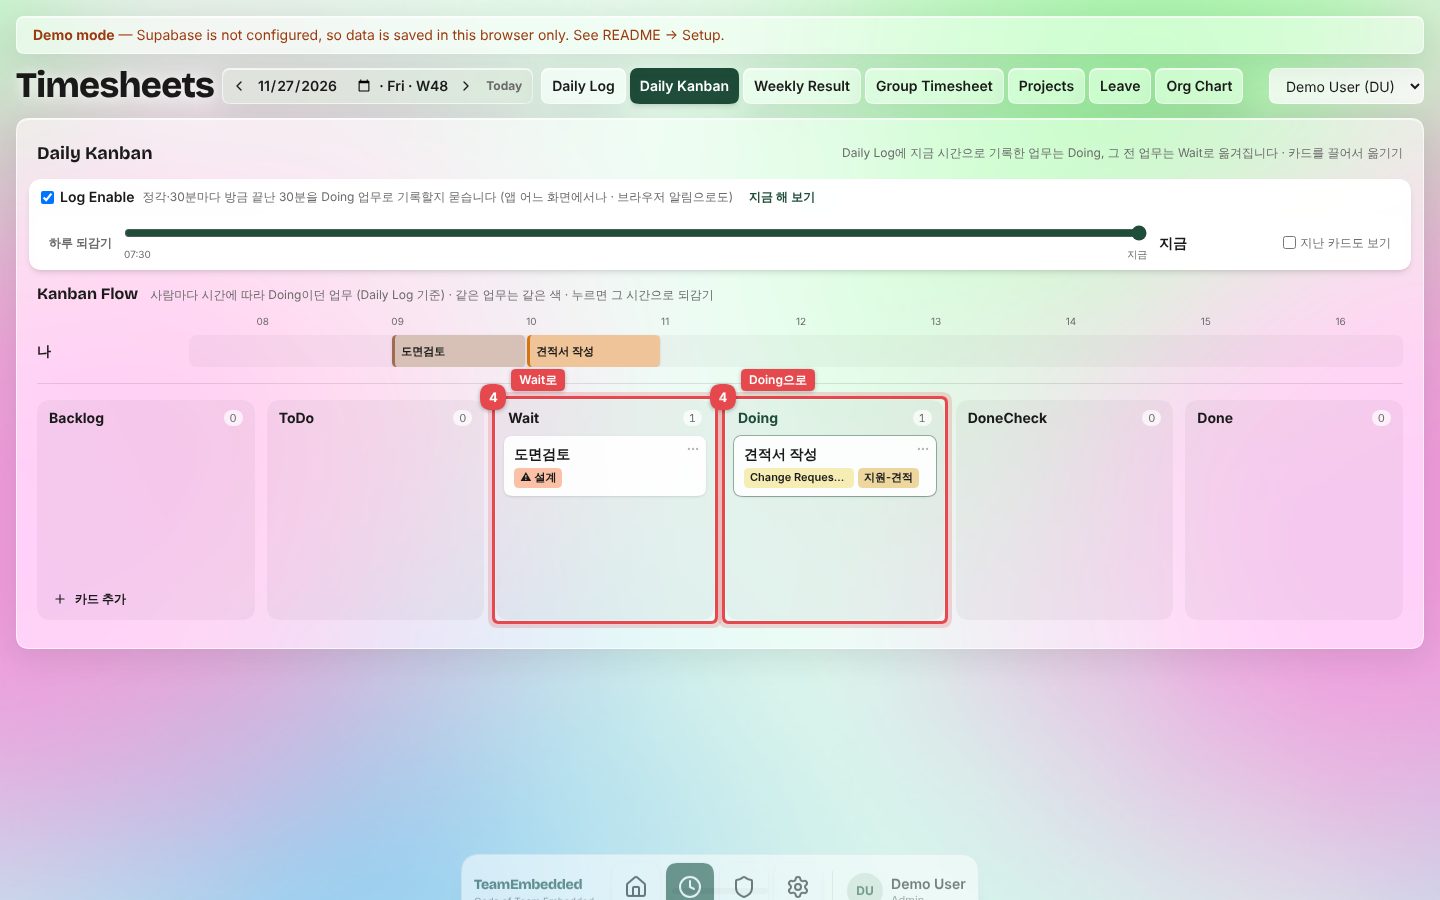 Demo mode — Supabase is not configured, so data is saved in this browser only. See README → Setup.
Timesheets
11/27/2026 · Fri · W48 Today
Daily Log
Daily Kanban
Weekly Result
Group Timesheet
Projects
Leave
Org Chart
Demo User (DU)
Daily Kanban
Daily Log에 지금 시간으로 기록한 업무는 Doing, 그 전 업무는 Wait로 옮겨집니다 · 카드를 끌어서 옮기기
Log Enable 정각·30분마다 방금 끝난 30분을 Doing 업무로 기록할지 묻습니다 (앱 어느 화면에서나 · 브라우저 알림으로도) 지금 해 보기
하루 되감기
07:30
지금
지금
지난 카드도 보기
Kanban Flow 사람마다 시간에 따라 Doing이던 업무 (Daily Log 기준) · 같은 업무는 같은 색 · 누르면 그 시간으로 되감기
08 09 10 11 12 13 14 15 16
나
도면검토
견적서 작성
4 Wait로
4 Doing으로
Backlog 0
ToDo 0
Wait 1
Doing 1
DoneCheck 0
Done 0
도면검토 ...
⚠ 설계
견적서 작성 ...
Change Reques... 지원-견적
+ 카드 추가
TeamEmbedded
DU
Demo User